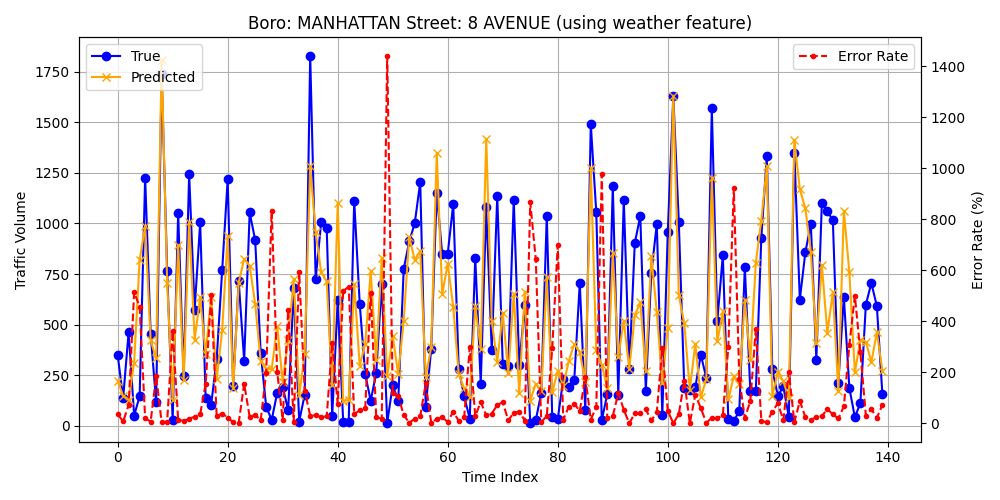 Boro: MANHATTAN Street: 8 AVENUE (using weather feature)
True
Predicted
Error Rate
Traffic Volume
1750
1500
1250
1000
750
500
250
0
1400
1200
1000
800
600
400
200
0
Error Rate (%)
0 20 40 60 80 100 120 140
Time Index